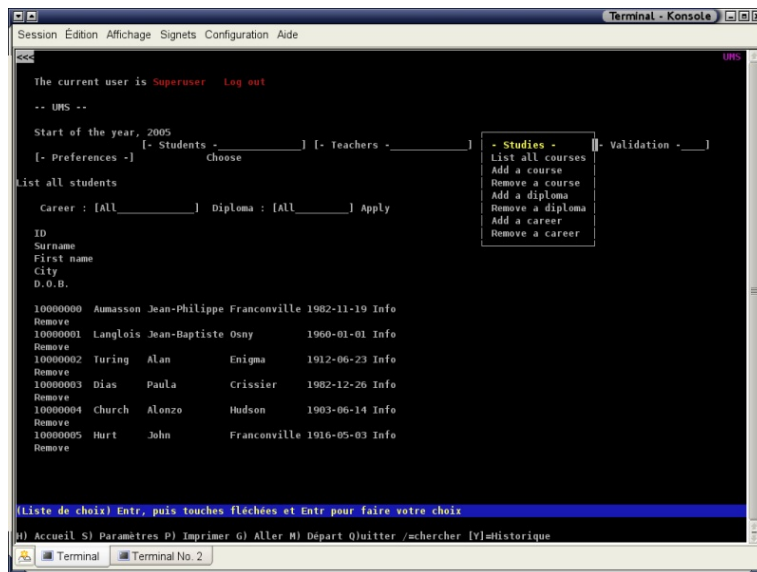 Terminal - Konsole
Session Édition Affichage Signets Configuration Aide
<<< UMS
The current user is Superuser Log out
-- UMS --
Start of the year, 2005
[- Students -_____________] [- Teachers -_____________] - Studies - [- Validation -____]
[- Preferences -] Choose
List all courses
Add a course
Remove a course
Add a diploma
Remove a diploma
Add a career
Remove a career
List all students
Career : [All_____________] Diploma : [All_________] Apply
ID
Surname
First name
City
D.O.B.
10000000 Aumasson Jean-Philippe Franconville 1982-11-19 Info
Remove
10000001 Langlois Jean-Baptiste Osny 1960-01-01 Info
Remove
10000002 Turing Alan Enigma 1912-06-23 Info
Remove
10000003 Dias Paula Crissier 1982-12-26 Info
Remove
10000004 Church Alonzo Hudson 1903-06-14 Info
Remove
10000005 Hurt John Franconville 1916-05-03 Info
Remove
(Liste de choix) Entr, puis touches fléchées et Entr pour faire votre choix
H) Accueil S) Paramètres P) Imprimer G) Aller M) Départ Q)uitter /=chercher [Y]=Historique
Terminal Terminal No. 2